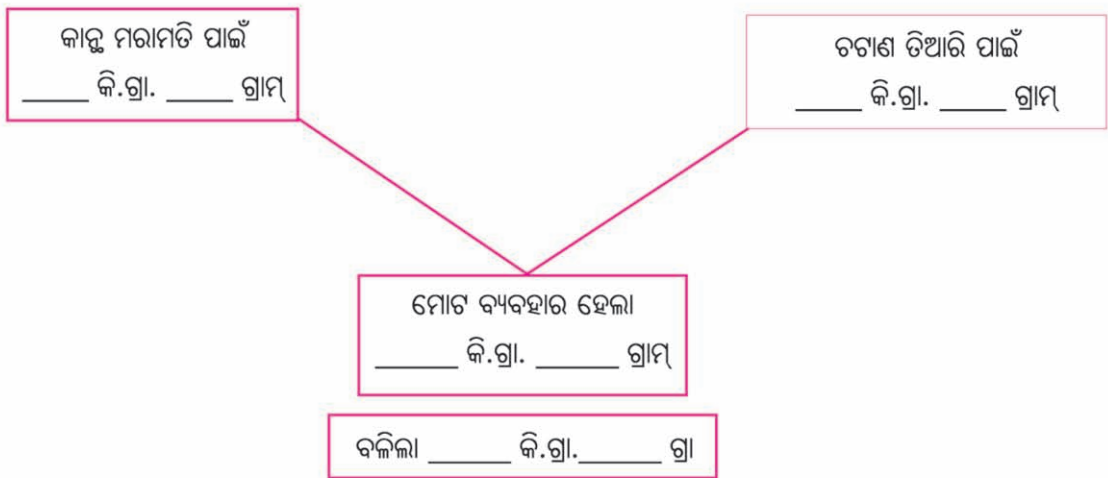 କାନ୍ଥ ମରାମତି ପାଇଁ
_____ କି.ଗ୍ରା. _____ ଗ୍ରାମ୍
ଚଟାଣ ତିଆରି ପାଇଁ
_____ କି.ଗ୍ରା. _____ ଗ୍ରାମ୍
ମୋଟ ବ୍ୟବହାର ହେଲା
______ କି.ଗ୍ରା. ______ ଗ୍ରାମ୍
ବଳିଲା ______ କି.ଗ୍ରା.______ ଗ୍ରା